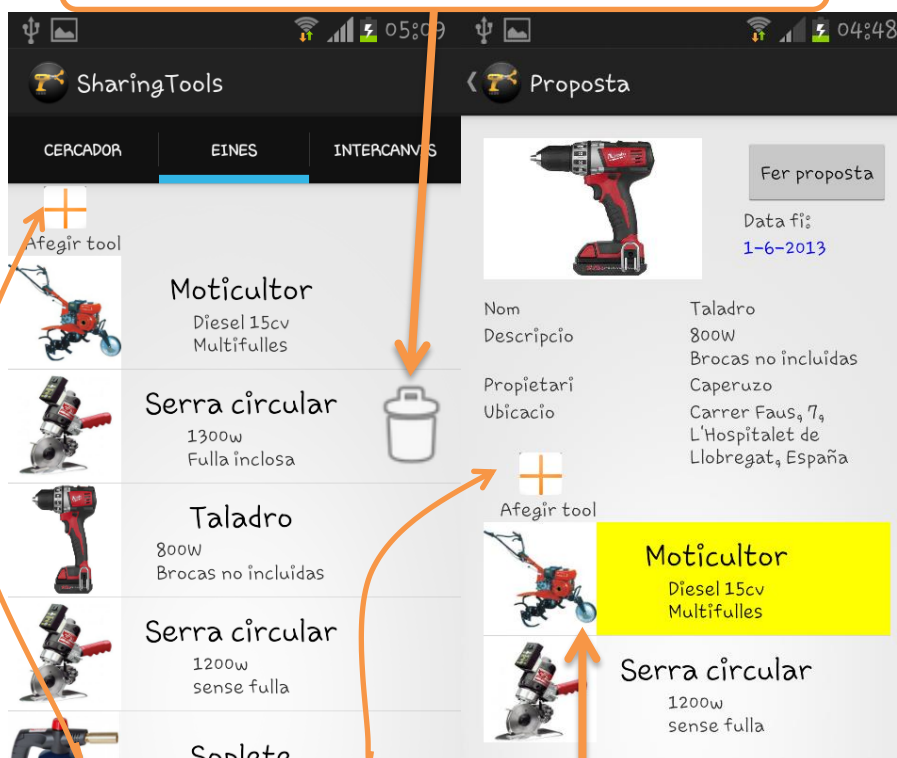 05:09
SharingTools
CERCADOR
EINES
INTERCANVIS
Afegir tool
Moticultor
Diesel 15cv
Multifulles
Serra circular
1300w
Fulla inclosa
Taladro
800W
Brocas no incluidas
Serra circular
1200w
sense fulla
Soplete
04:48
Proposta
Fer proposta
Data fi:
1-6-2013
Nom Taladro
Descripcio 800W
Brocas no incluidas
Propietari Caperuzo
Ubicacio Carrer Faus, 7,
L'Hospitalet de
Llobregat, España
Afegir tool
Moticultor
Diesel 15cv
Multifulles
Serra circular
1200w
sense fulla